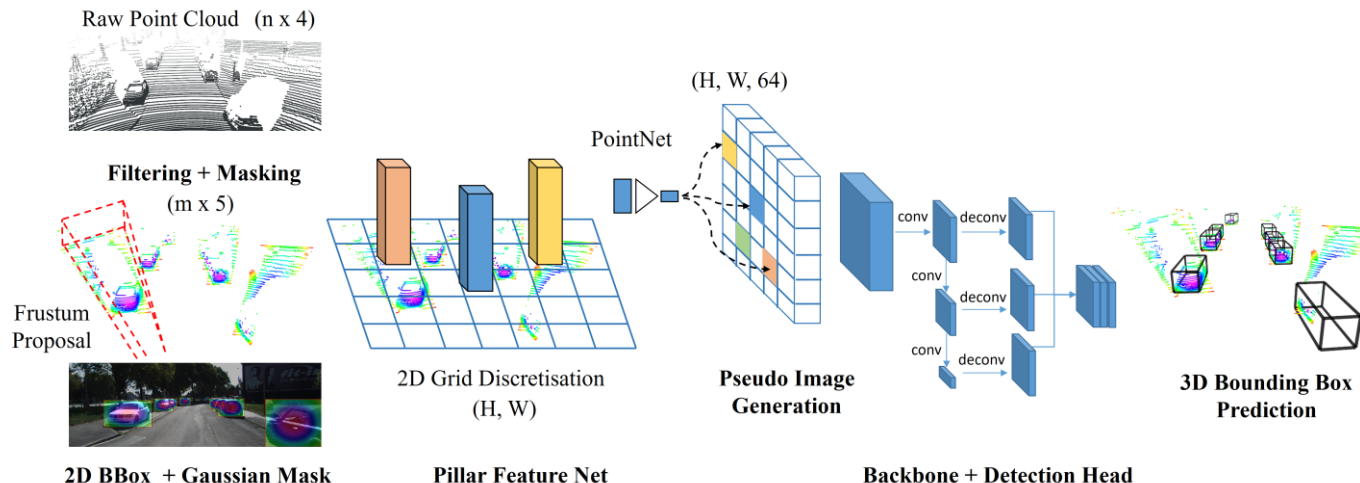 Raw Point Cloud (n x 4)
Filtering + Masking
(m x 5)
Frustum
Proposal
2D BBox + Gaussian Mask
2D Grid Discretisation
(H, W)
Pillar Feature Net
PointNet
(H, W, 64)
Pseudo Image
Generation
conv
deconv
conv
deconv
conv
deconv
Backbone + Detection Head
3D Bounding Box
Prediction